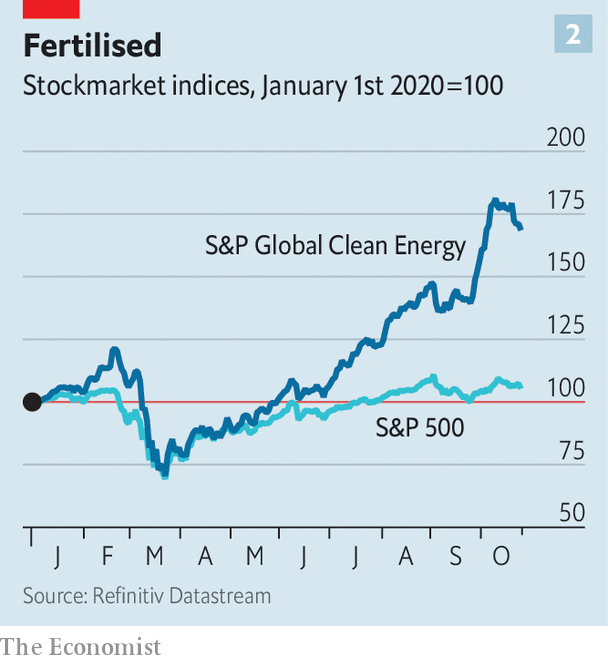 Fertilised
2
Stockmarket indices, January 1st 2020=100
200
175
S&P Global Clean Energy
150
125
100
S&P 500
75
50
J F M A M J J A S O
Source: Refinitiv Datastream
The Economist